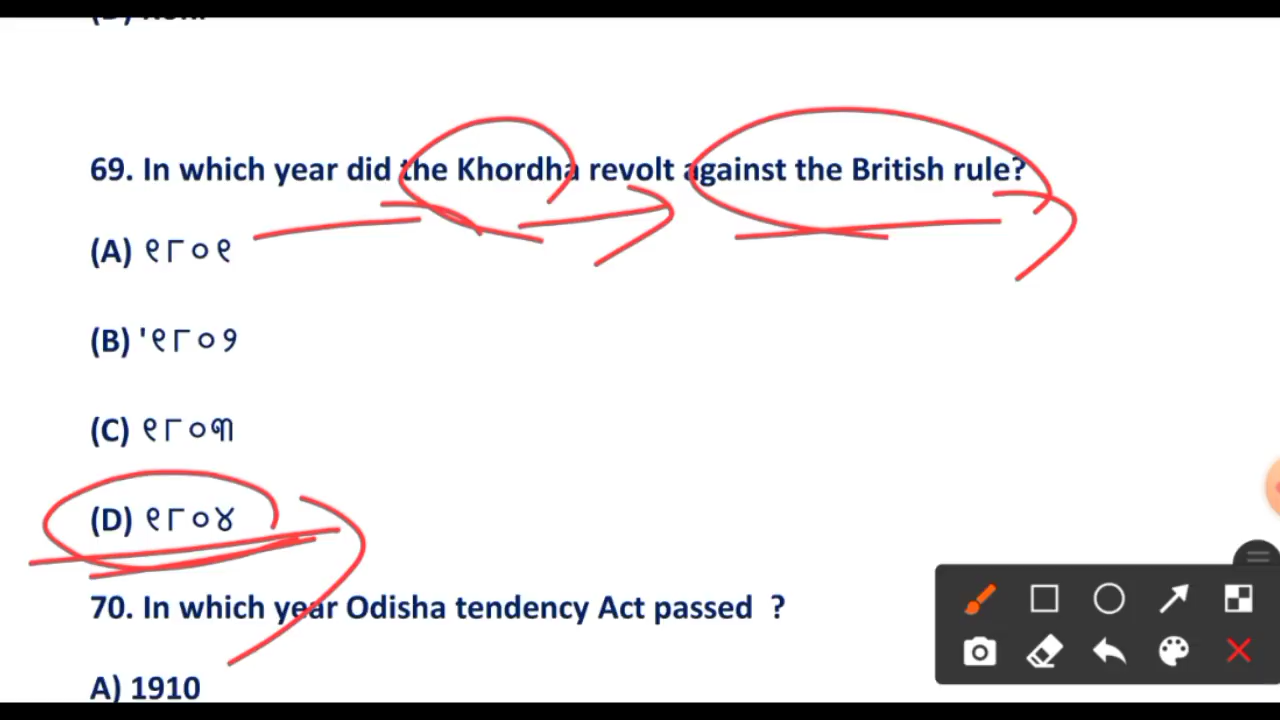 69. In which year did the Khordha revolt against the British rule?
(A) ୧୮୦୧
(B) '୧୮୦୨
(C) ୧୮୦୩
(D) ୧୮୦୪
70. In which year Odisha tendency Act passed ?
A) 1910